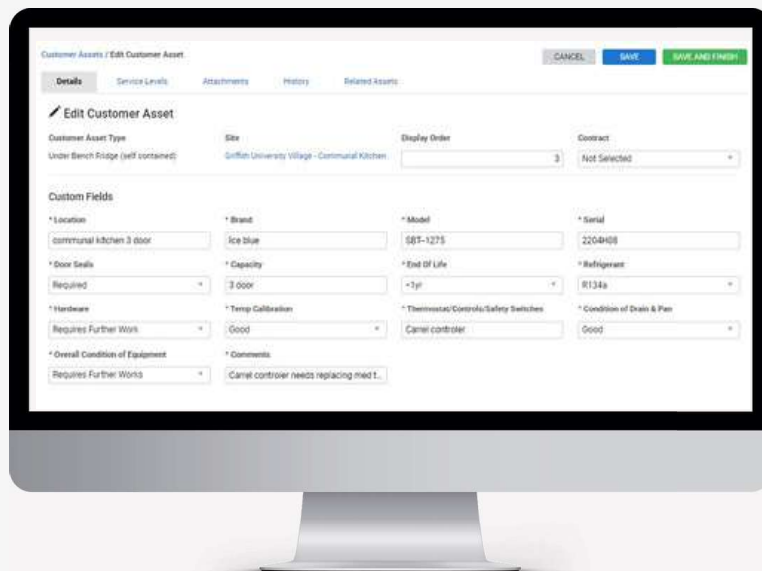 Customer Assets / Edit Customer Asset
CANCEL SAVE SAVE AND FINISH
Details Service Levels Attachments History Related Assets
Edit Customer Asset
Customer Asset Type Site Display Order Contract
Under Bench Fridge (self contained) Griffith University Village - Communal Kitchen 3 Not Selected
Custom Fields
* Location * Brand * Model * Serial
communal kitchen 3 door Ice blue SBT-1275 2204H08
* Door Seals * Capacity * End Of Life * Refrigerant
Required 3 door <1yr R134a
* Hardware * Temp Calibration * Thermostat/Controls/Safety Switches * Condition of Drain & Pan
Requires Further Work Good Carrel controler Good
* Overall Condition of Equipment * Comments
Requires Further Works Carrel controler needs replacing med t...